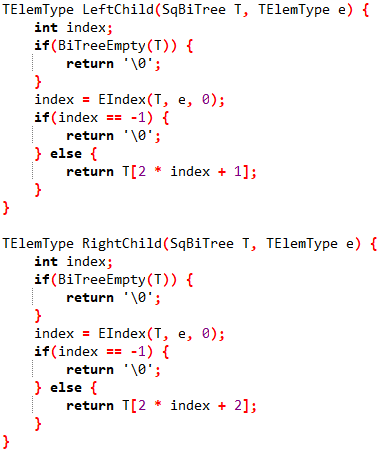 TElemType LeftChild(SqBiTree T, TElemType e) {
    int index;
    if(BiTreeEmpty(T)) {
        return '\0';
    }
    index = EIndex(T, e, 0);
    if(index == -1) {
        return '\0';
    } else {
        return T[2 * index + 1];
    }
}

TElemType RightChild(SqBiTree T, TElemType e) {
    int index;
    if(BiTreeEmpty(T)) {
        return '\0';
    }
    index = EIndex(T, e, 0);
    if(index == -1) {
        return '\0';
    } else {
        return T[2 * index + 2];
    }
}